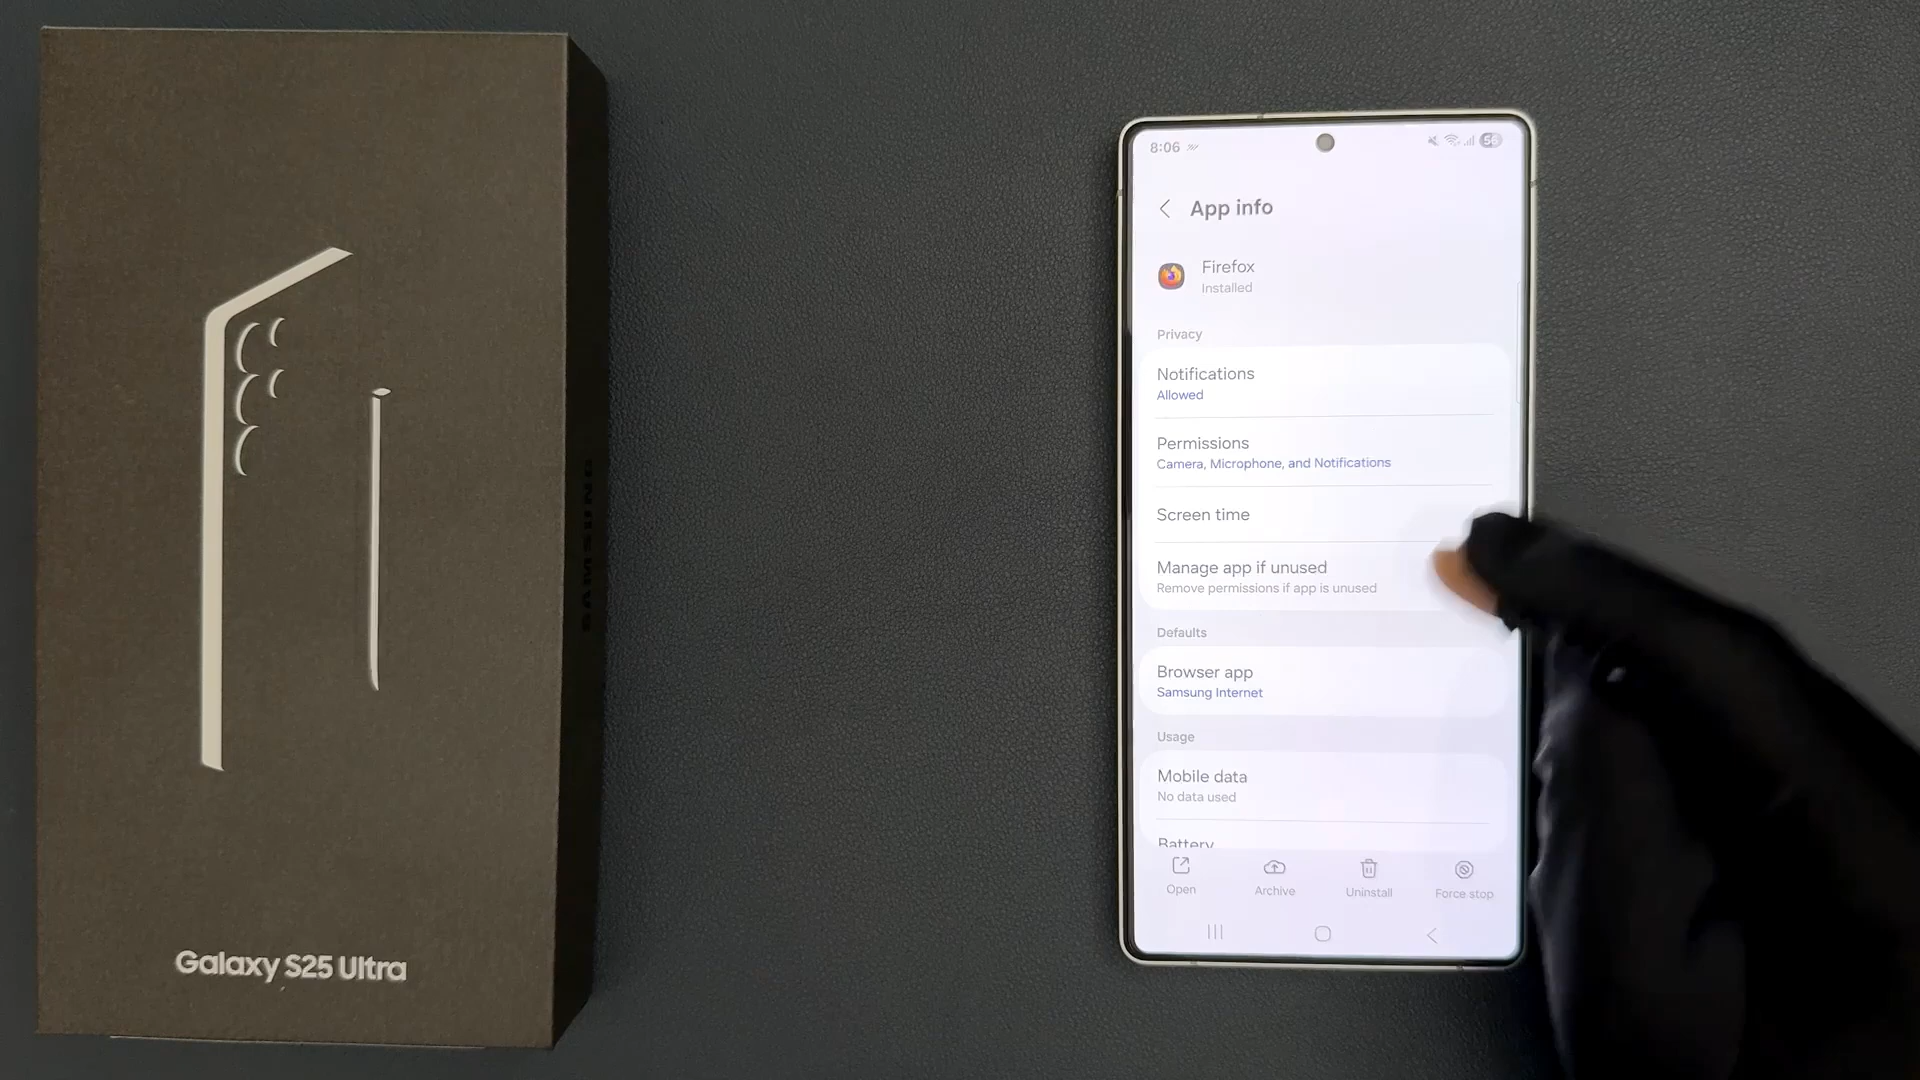 SAMSUNG
Galaxy S25 Ultra
8:06
56
App info
Firefox
Installed
Privacy
Notifications
Allowed
Permissions
Camera, Microphone, and Notifications
Screen time
Manage app if unused
Remove permissions if app is unused
Defaults
Browser app
Samsung Internet
Usage
Mobile data
No data used
Battery
Open
Archive
Uninstall
Force stop